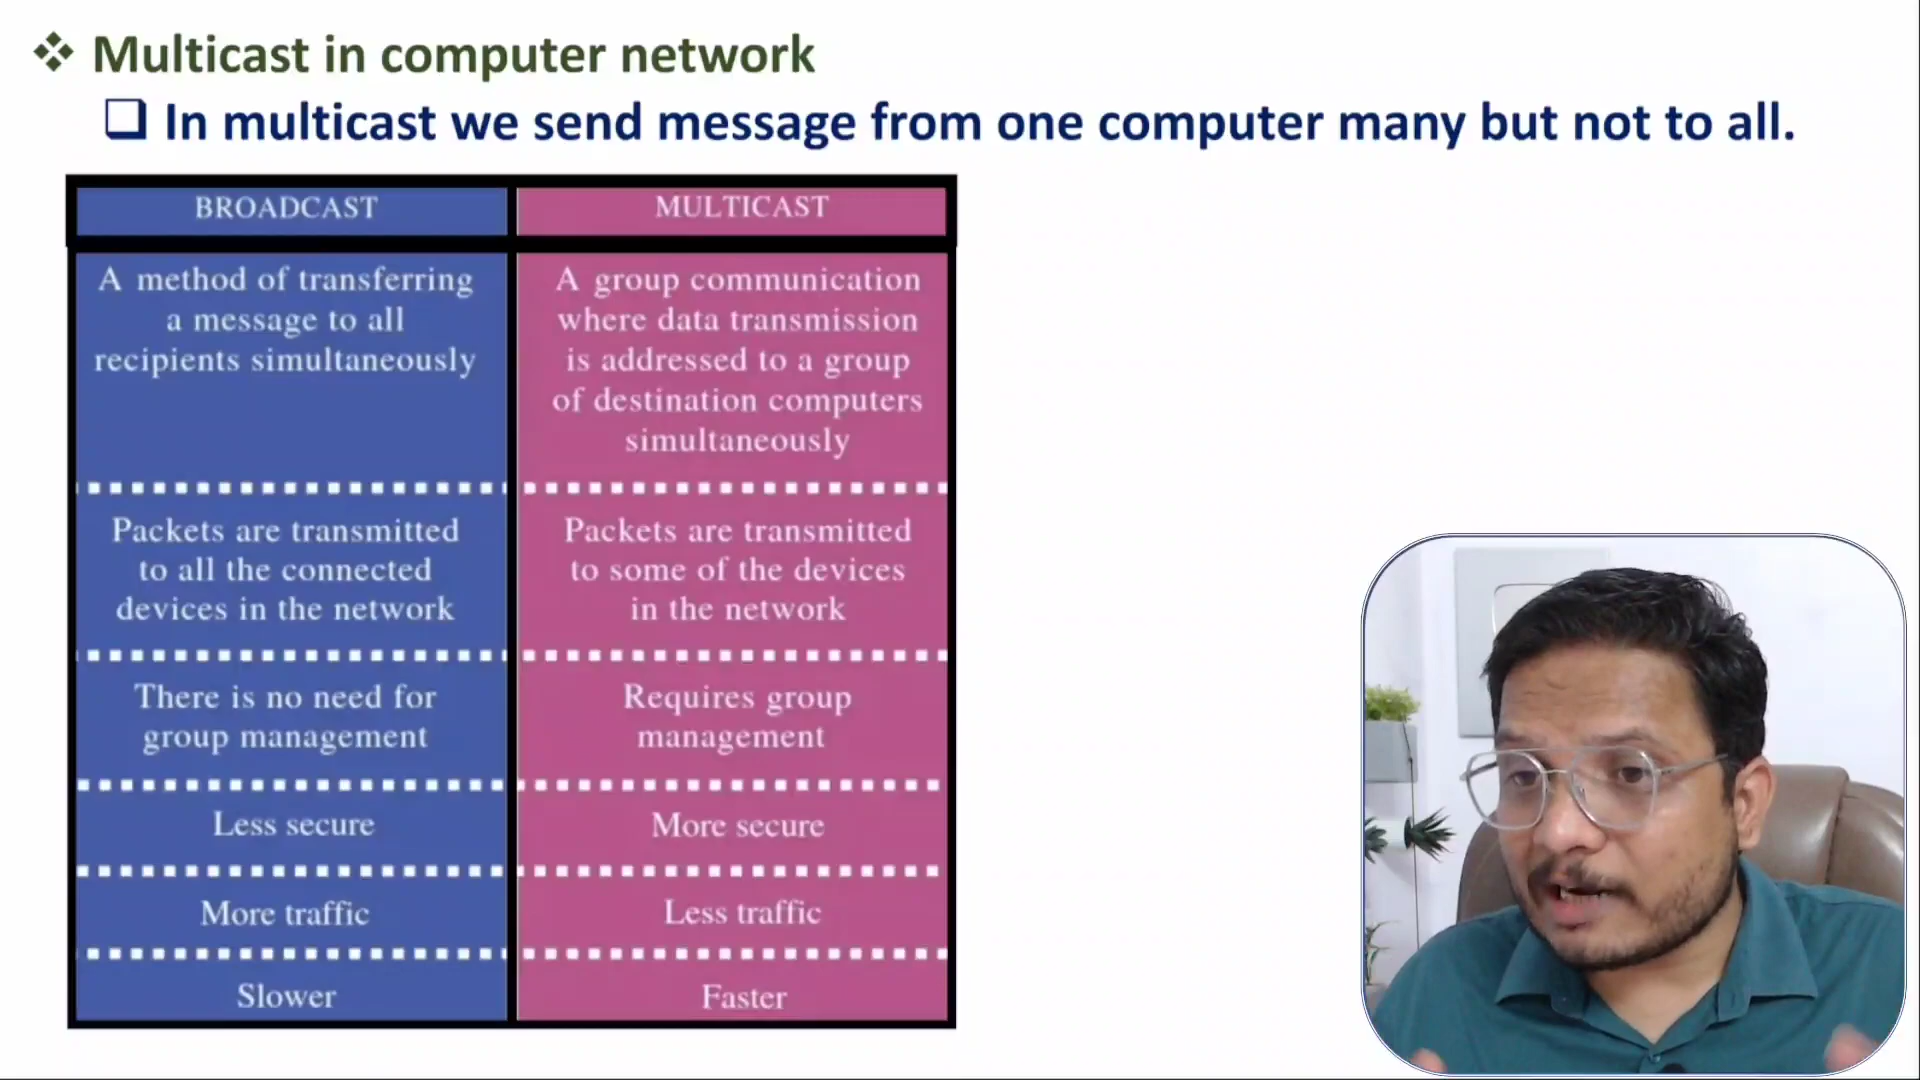 Multicast in computer network
In multicast we send message from one computer many but not to all.
BROADCAST
A method of transferring
a message to all
recipients simultaneously
Packets are transmitted
to all the connected
devices in the network
There is no need for
group management
Less secure
More traffic
Slower
MULTICAST
A group communication
where data transmission
is addressed to a group
of destination computers
simultaneously
Packets are transmitted
to some of the devices
in the network
Requires group
management
More secure
Less traffic
Faster